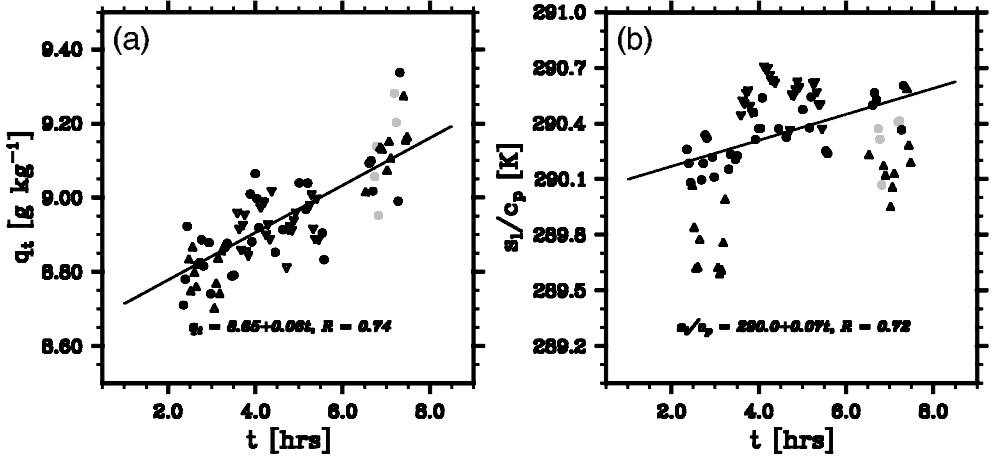 (a)
9.40
9.20
9.00
8.80
8.60
q_t [g kg⁻¹]
q_t = 8.65+0.06t, R = 0.74
2.0 4.0 6.0 8.0
t [hrs]
(b)
291.0
290.7
290.4
290.1
289.8
289.5
289.2
s_l/c_p [K]
s_l/c_p = 290.0+0.07t, R = 0.72
2.0 4.0 6.0 8.0
t [hrs]